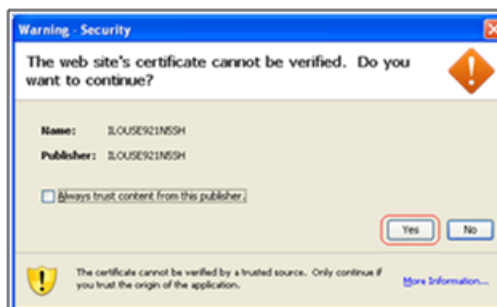 Warning - Security
The web site's certificate cannot be verified. Do you
want to continue?
Name: ILOUSE921N5SH
Publisher: ILOUSE921N5SH
Always trust content from this publisher.
Yes No
The certificate cannot be verified by a trusted source. Only continue if
you trust the origin of the application.
More Information...